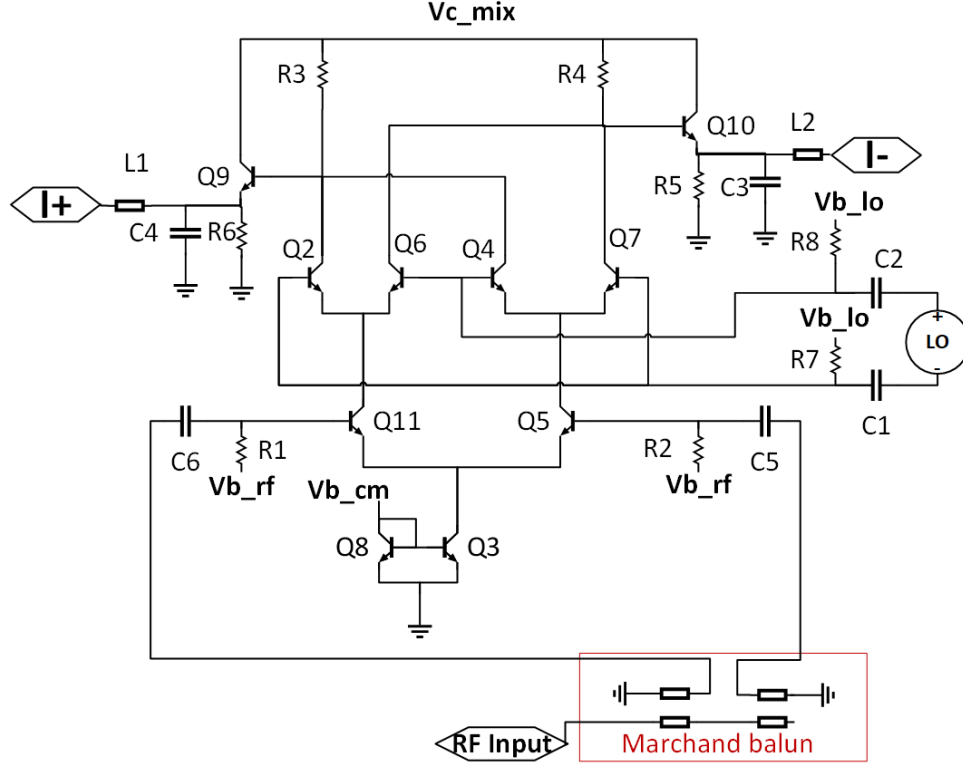 Vc_mix
R3
R4
Q10
L2
I-
L1
Q9
I+
R5
C3
C4
R6
Vb_lo
Q2
Q6
Q4
Q7
R8
C2
Vb_lo
+
LO
-
R7
C1
Q11
Q5
C6
R1
R2
C5
Vb_rf
Vb_cm
Vb_rf
Q8
Q3
RF Input
Marchand balun